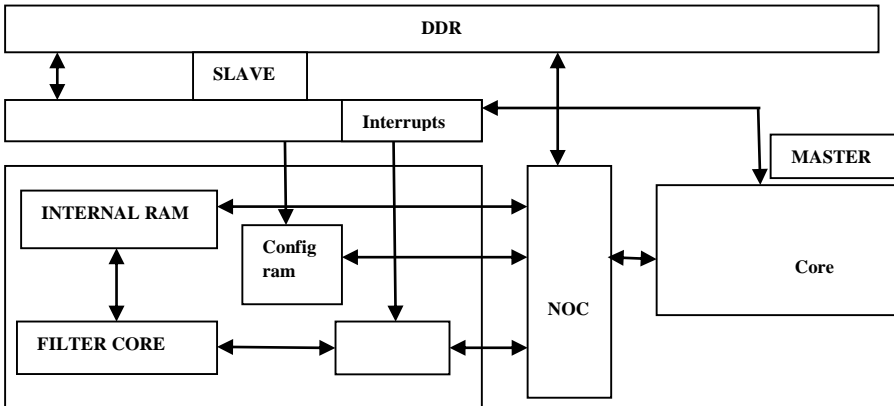 DDR
SLAVE
Interrupts
MASTER
INTERNAL RAM
Config
ram
Core
NOC
FILTER CORE